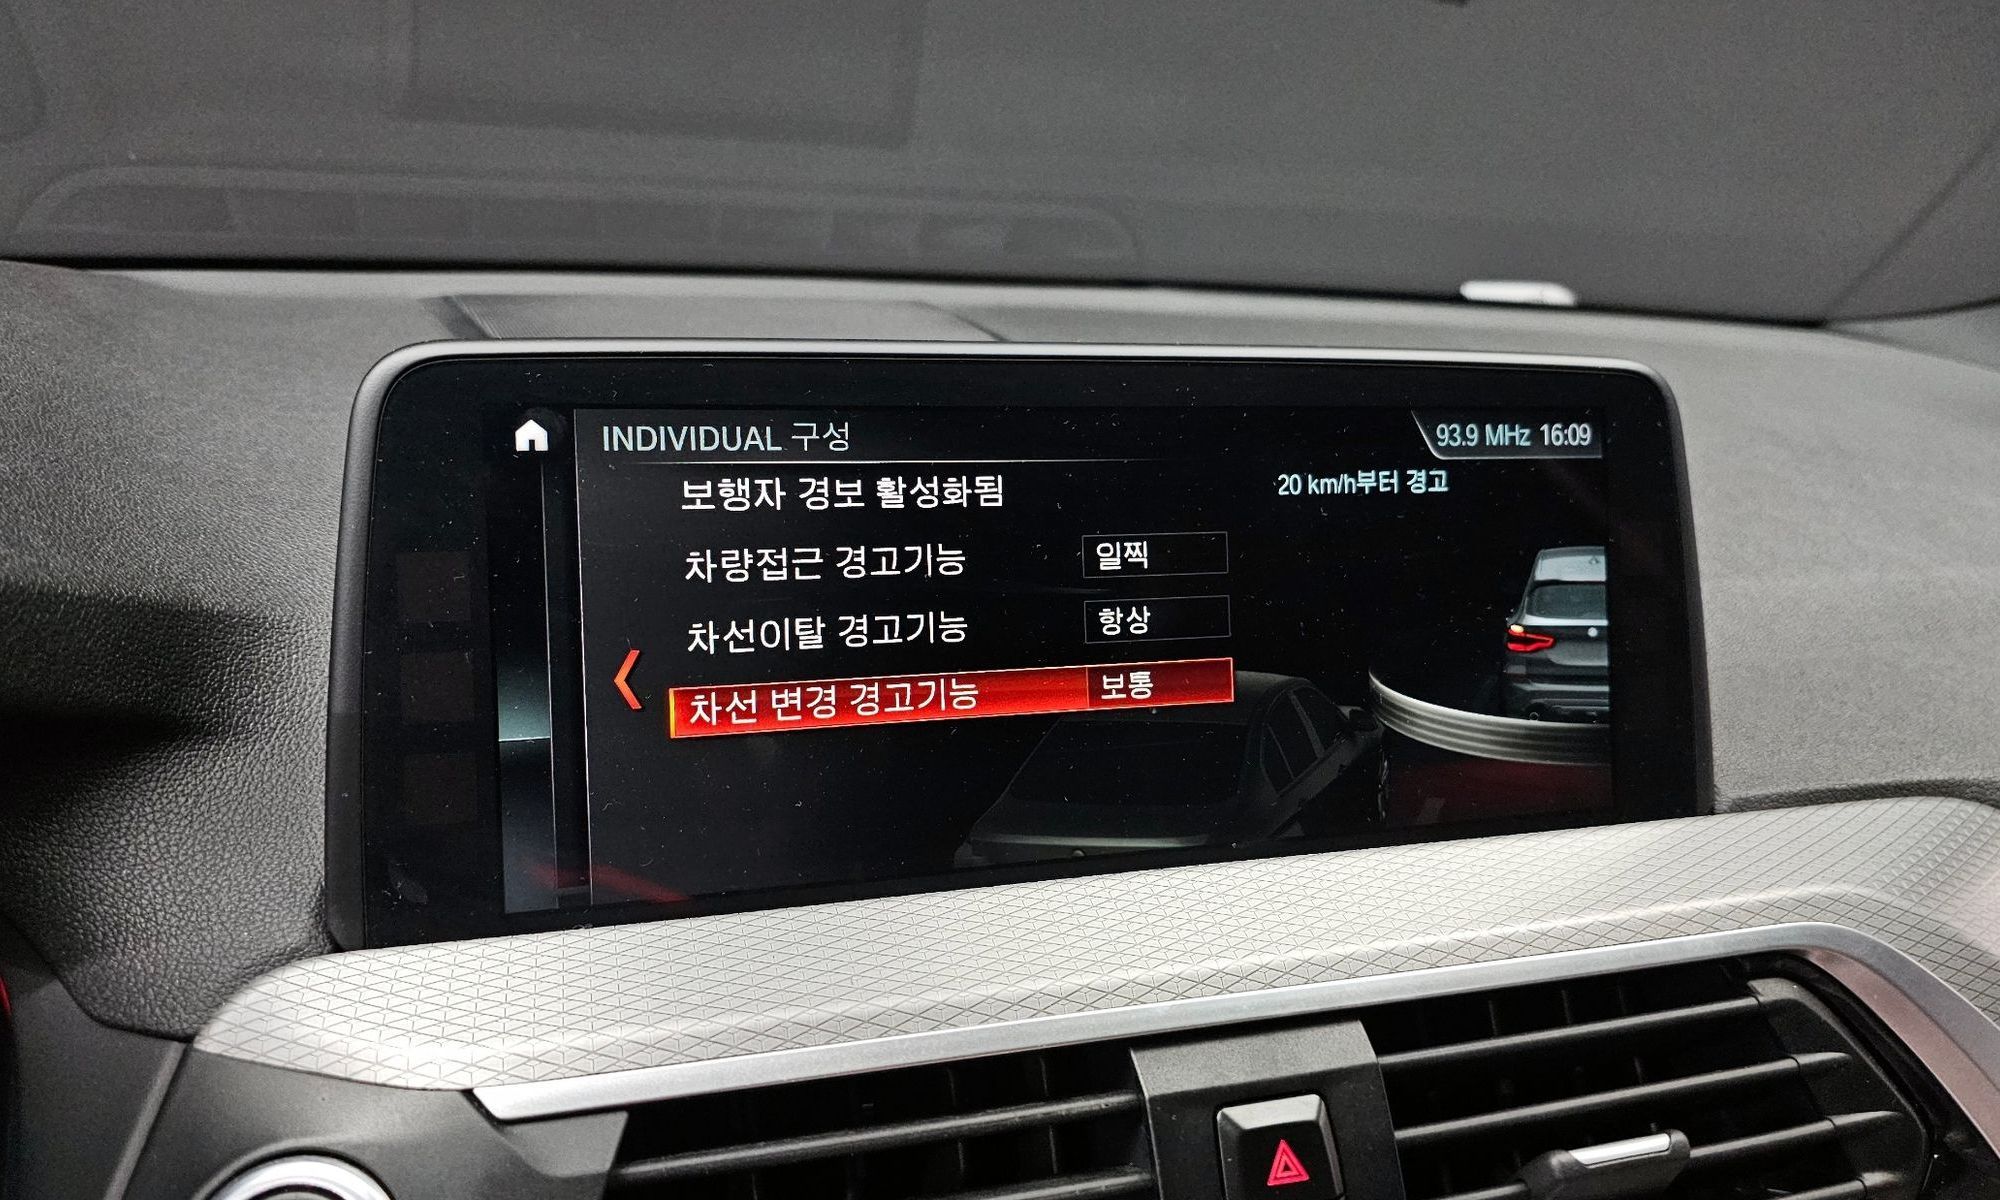 INDIVIDUAL 구성
93.9 MHz 16:09
보행자 경보 활성화됨
20 km/h부터 경고
차량접근 경고기능 일찍
차선이탈 경고기능 항상
차선 변경 경고기능 보통